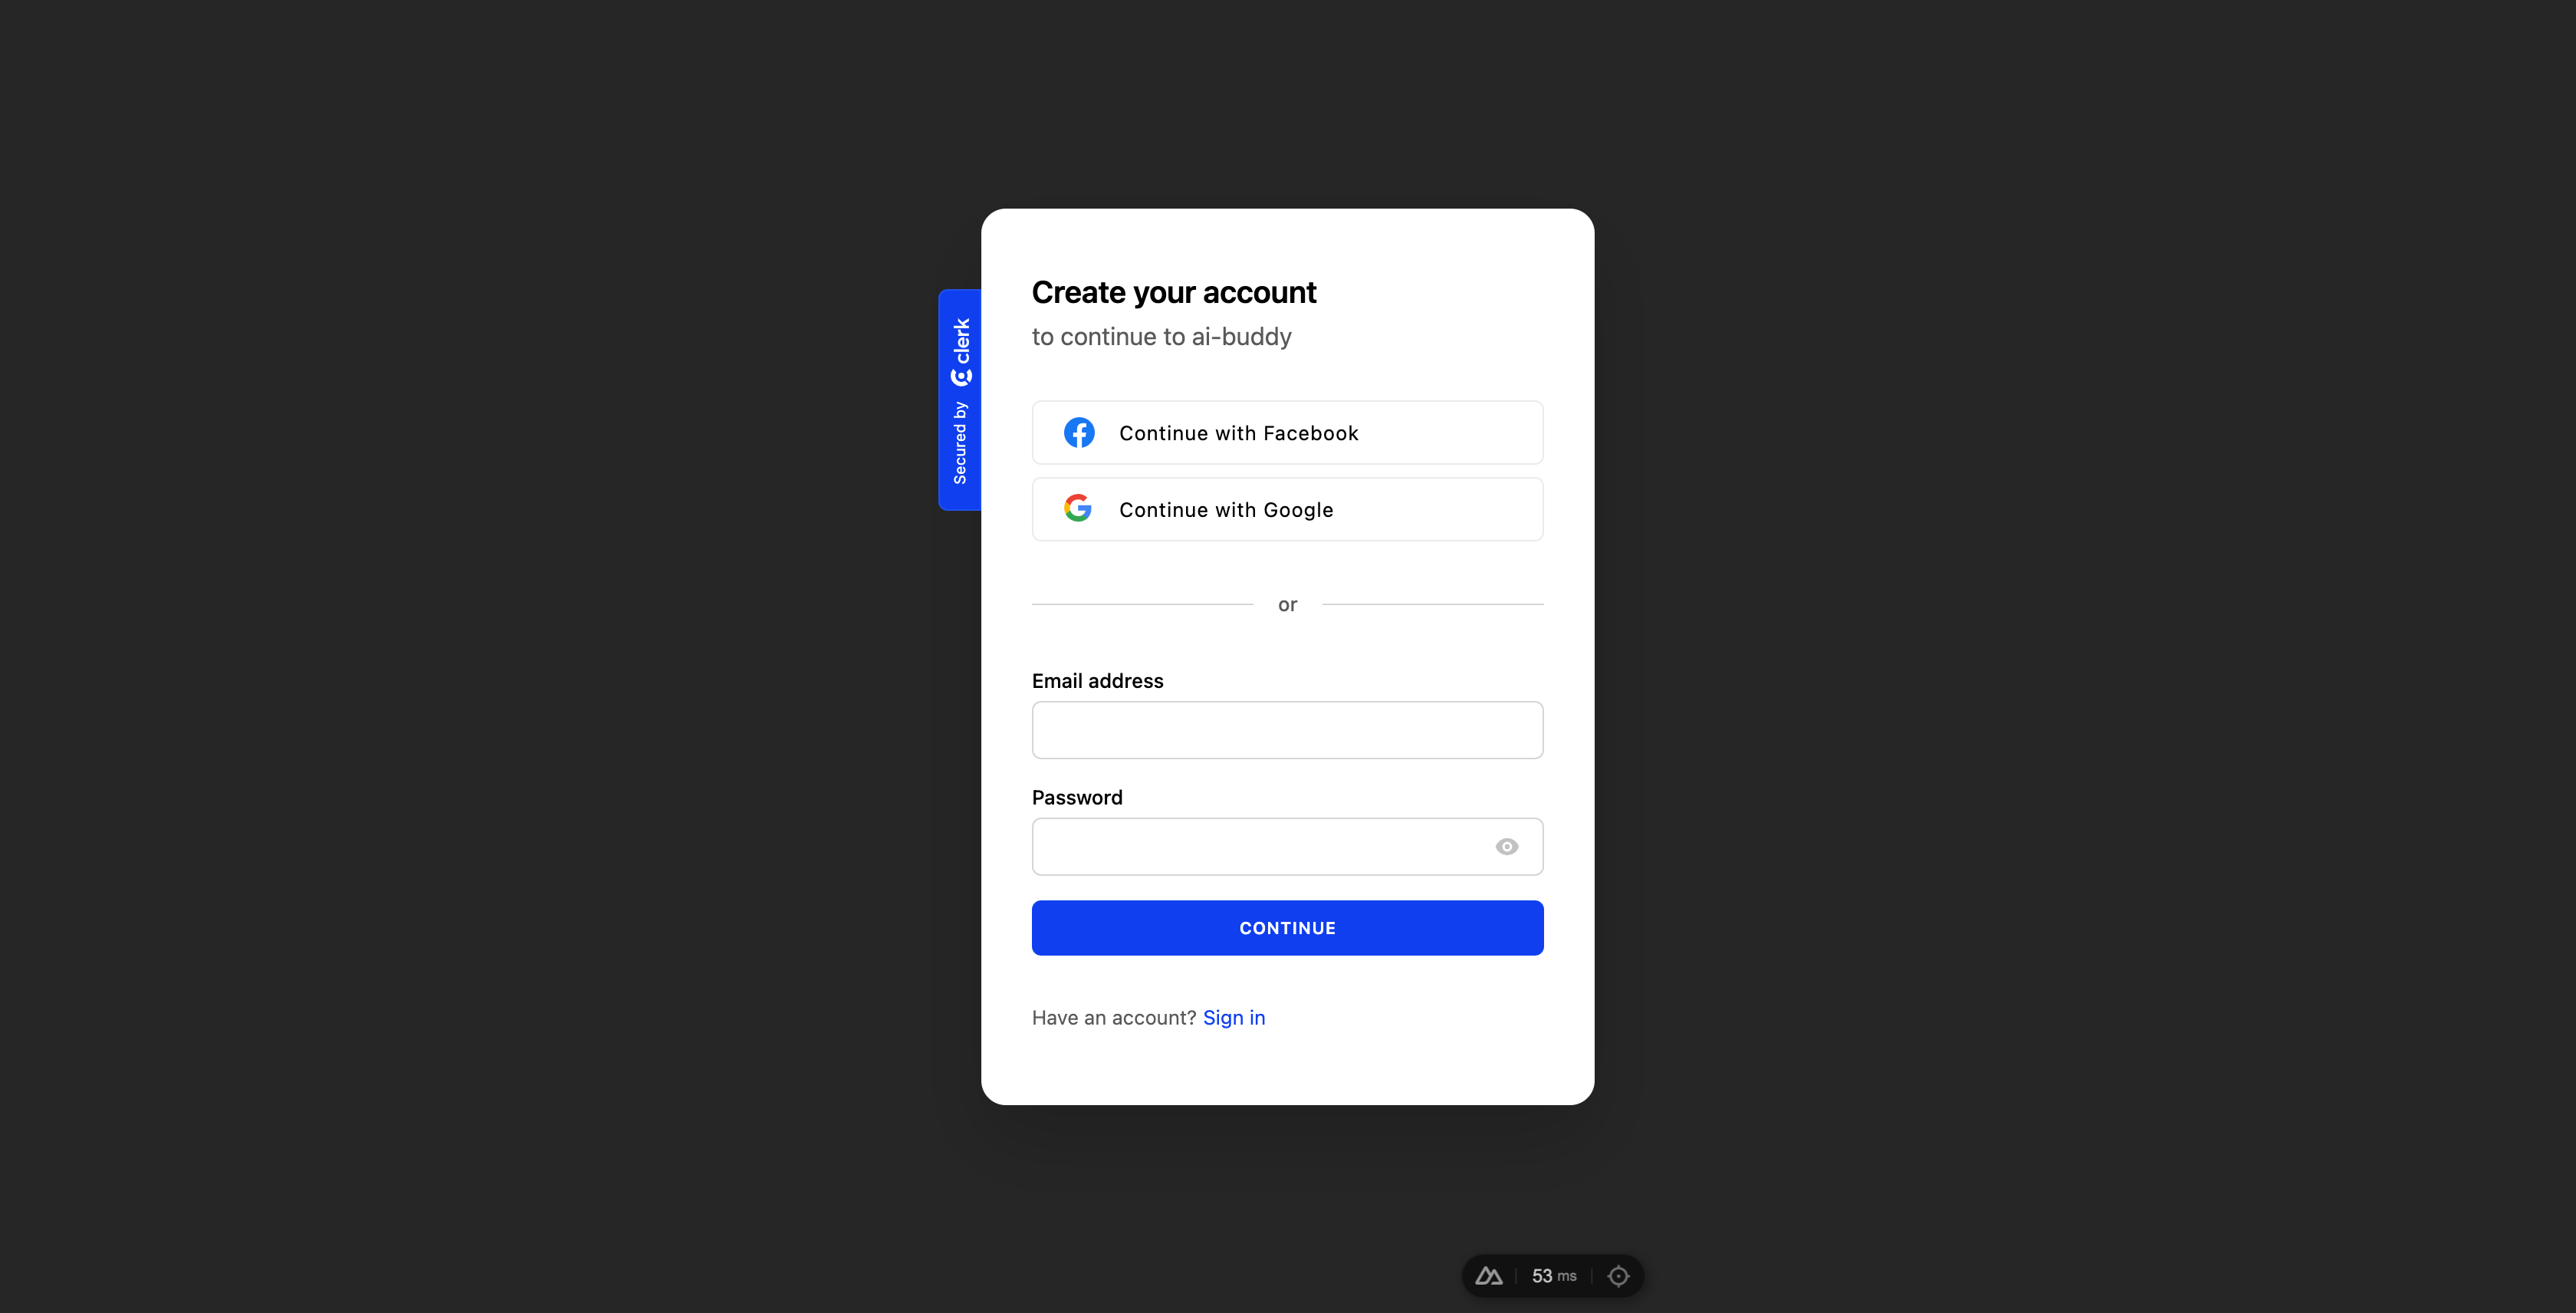 Create your account
to continue to ai-buddy
Secured by clerk
Continue with Facebook
Continue with Google
or
Email address
Password
CONTINUE
Have an account? Sign in
53 ms